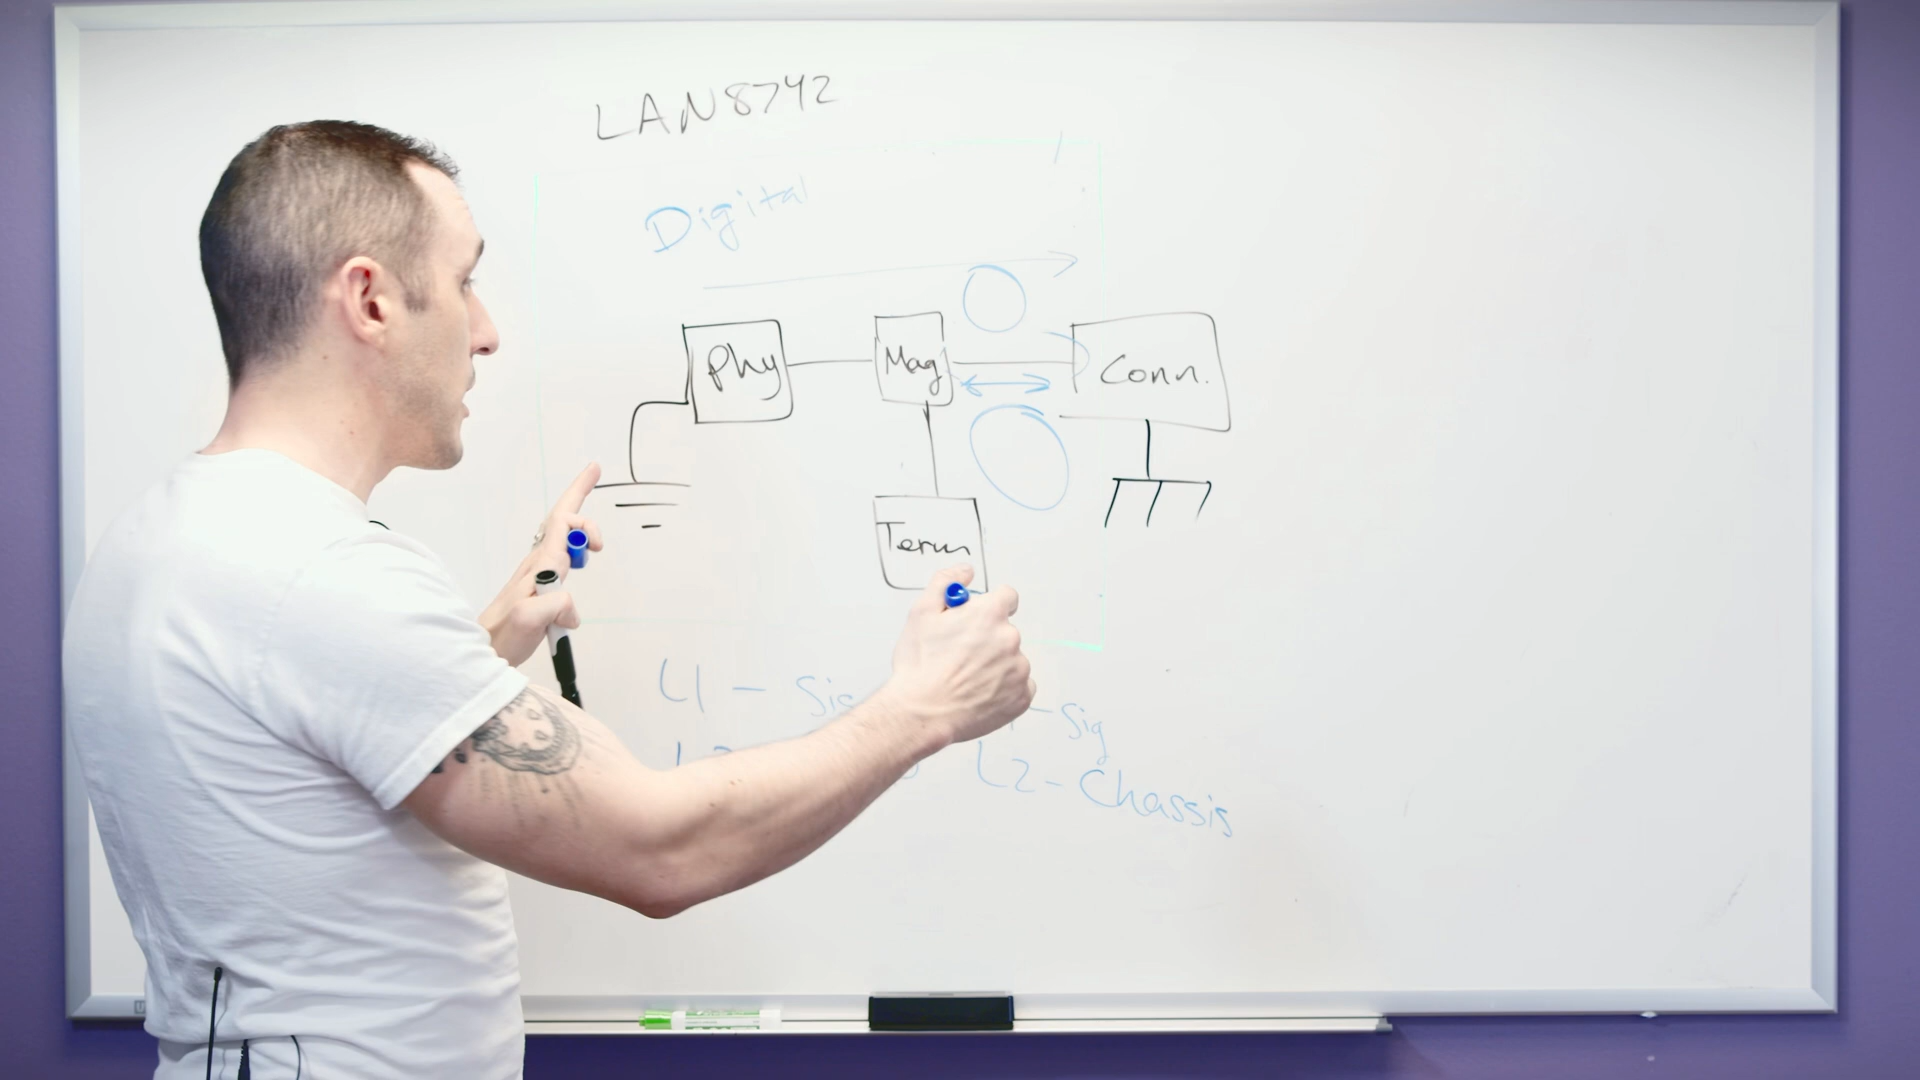 LAN8742
Digital
Phy
Mag
Conn.
Term
L1 - Sig
- Sig
L2 - Chassis